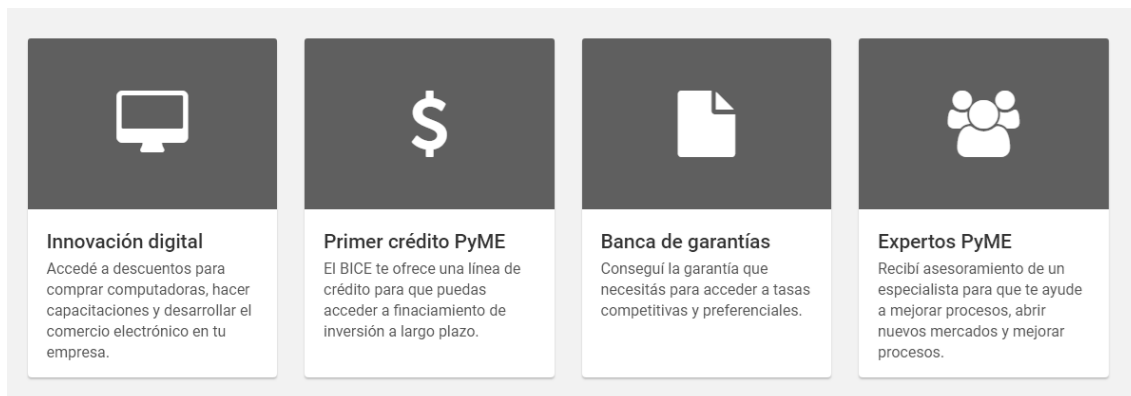 Innovación digital
Accedé a descuentos para
comprar computadoras, hacer
capacitaciones y desarrollar el
comercio electrónico en tu
empresa.
Primer crédito PyME
El BICE te ofrece una línea de
crédito para que puedas
acceder a finaciamiento de
inversión a largo plazo.
Banca de garantías
Conseguí la garantía que
necesitás para acceder a tasas
competitivas y preferenciales.
Expertos PyME
Recibí asesoramiento de un
especialista para que te ayude
a mejorar procesos, abrir
nuevos mercados y mejorar
procesos.